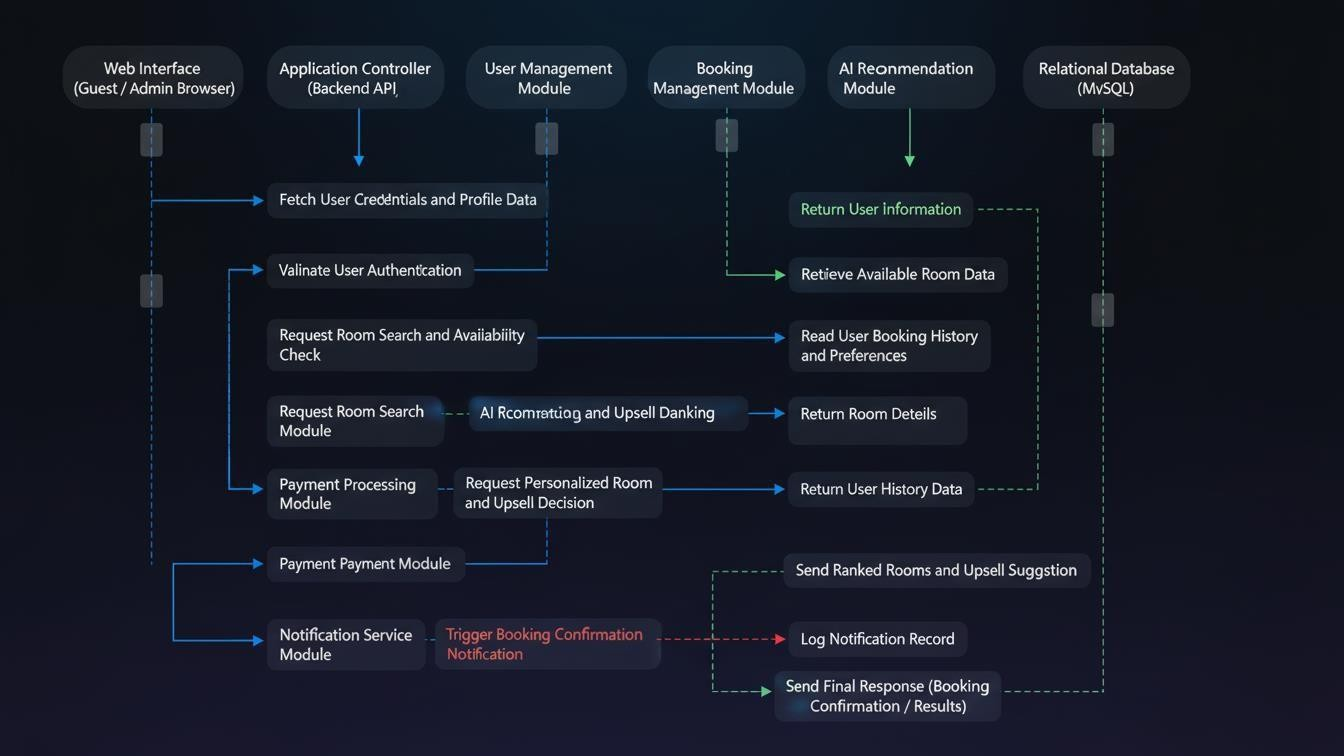 Web Interface
(Guest / Admin Browser)
Application Controller
(Backend API,
User Management
Module
Booking
Management Module
AI Reonmendation
Module
Relational Database
(MvSQL)
Fetch User Credentials and Profile Data
Return User information
Valinate User Authentication
Retrieve Available Room Data
Request Room Search and Availability
Check
Read User Booking History
and Preferences
Request Room Search
Module
AI and Upsell Danking
Return Room Deteils
Payment Processing
Module
Request Personalized Room
and Upsell Decision
Return User History Data
Payment Payment Module
Send Ranked Rooms and Upsell Suggstion
Notification Service
Module
Trigger Booking Confirmation
Notification
Log Notification Record
Send Final Response (Booking
Confirmation / Results)